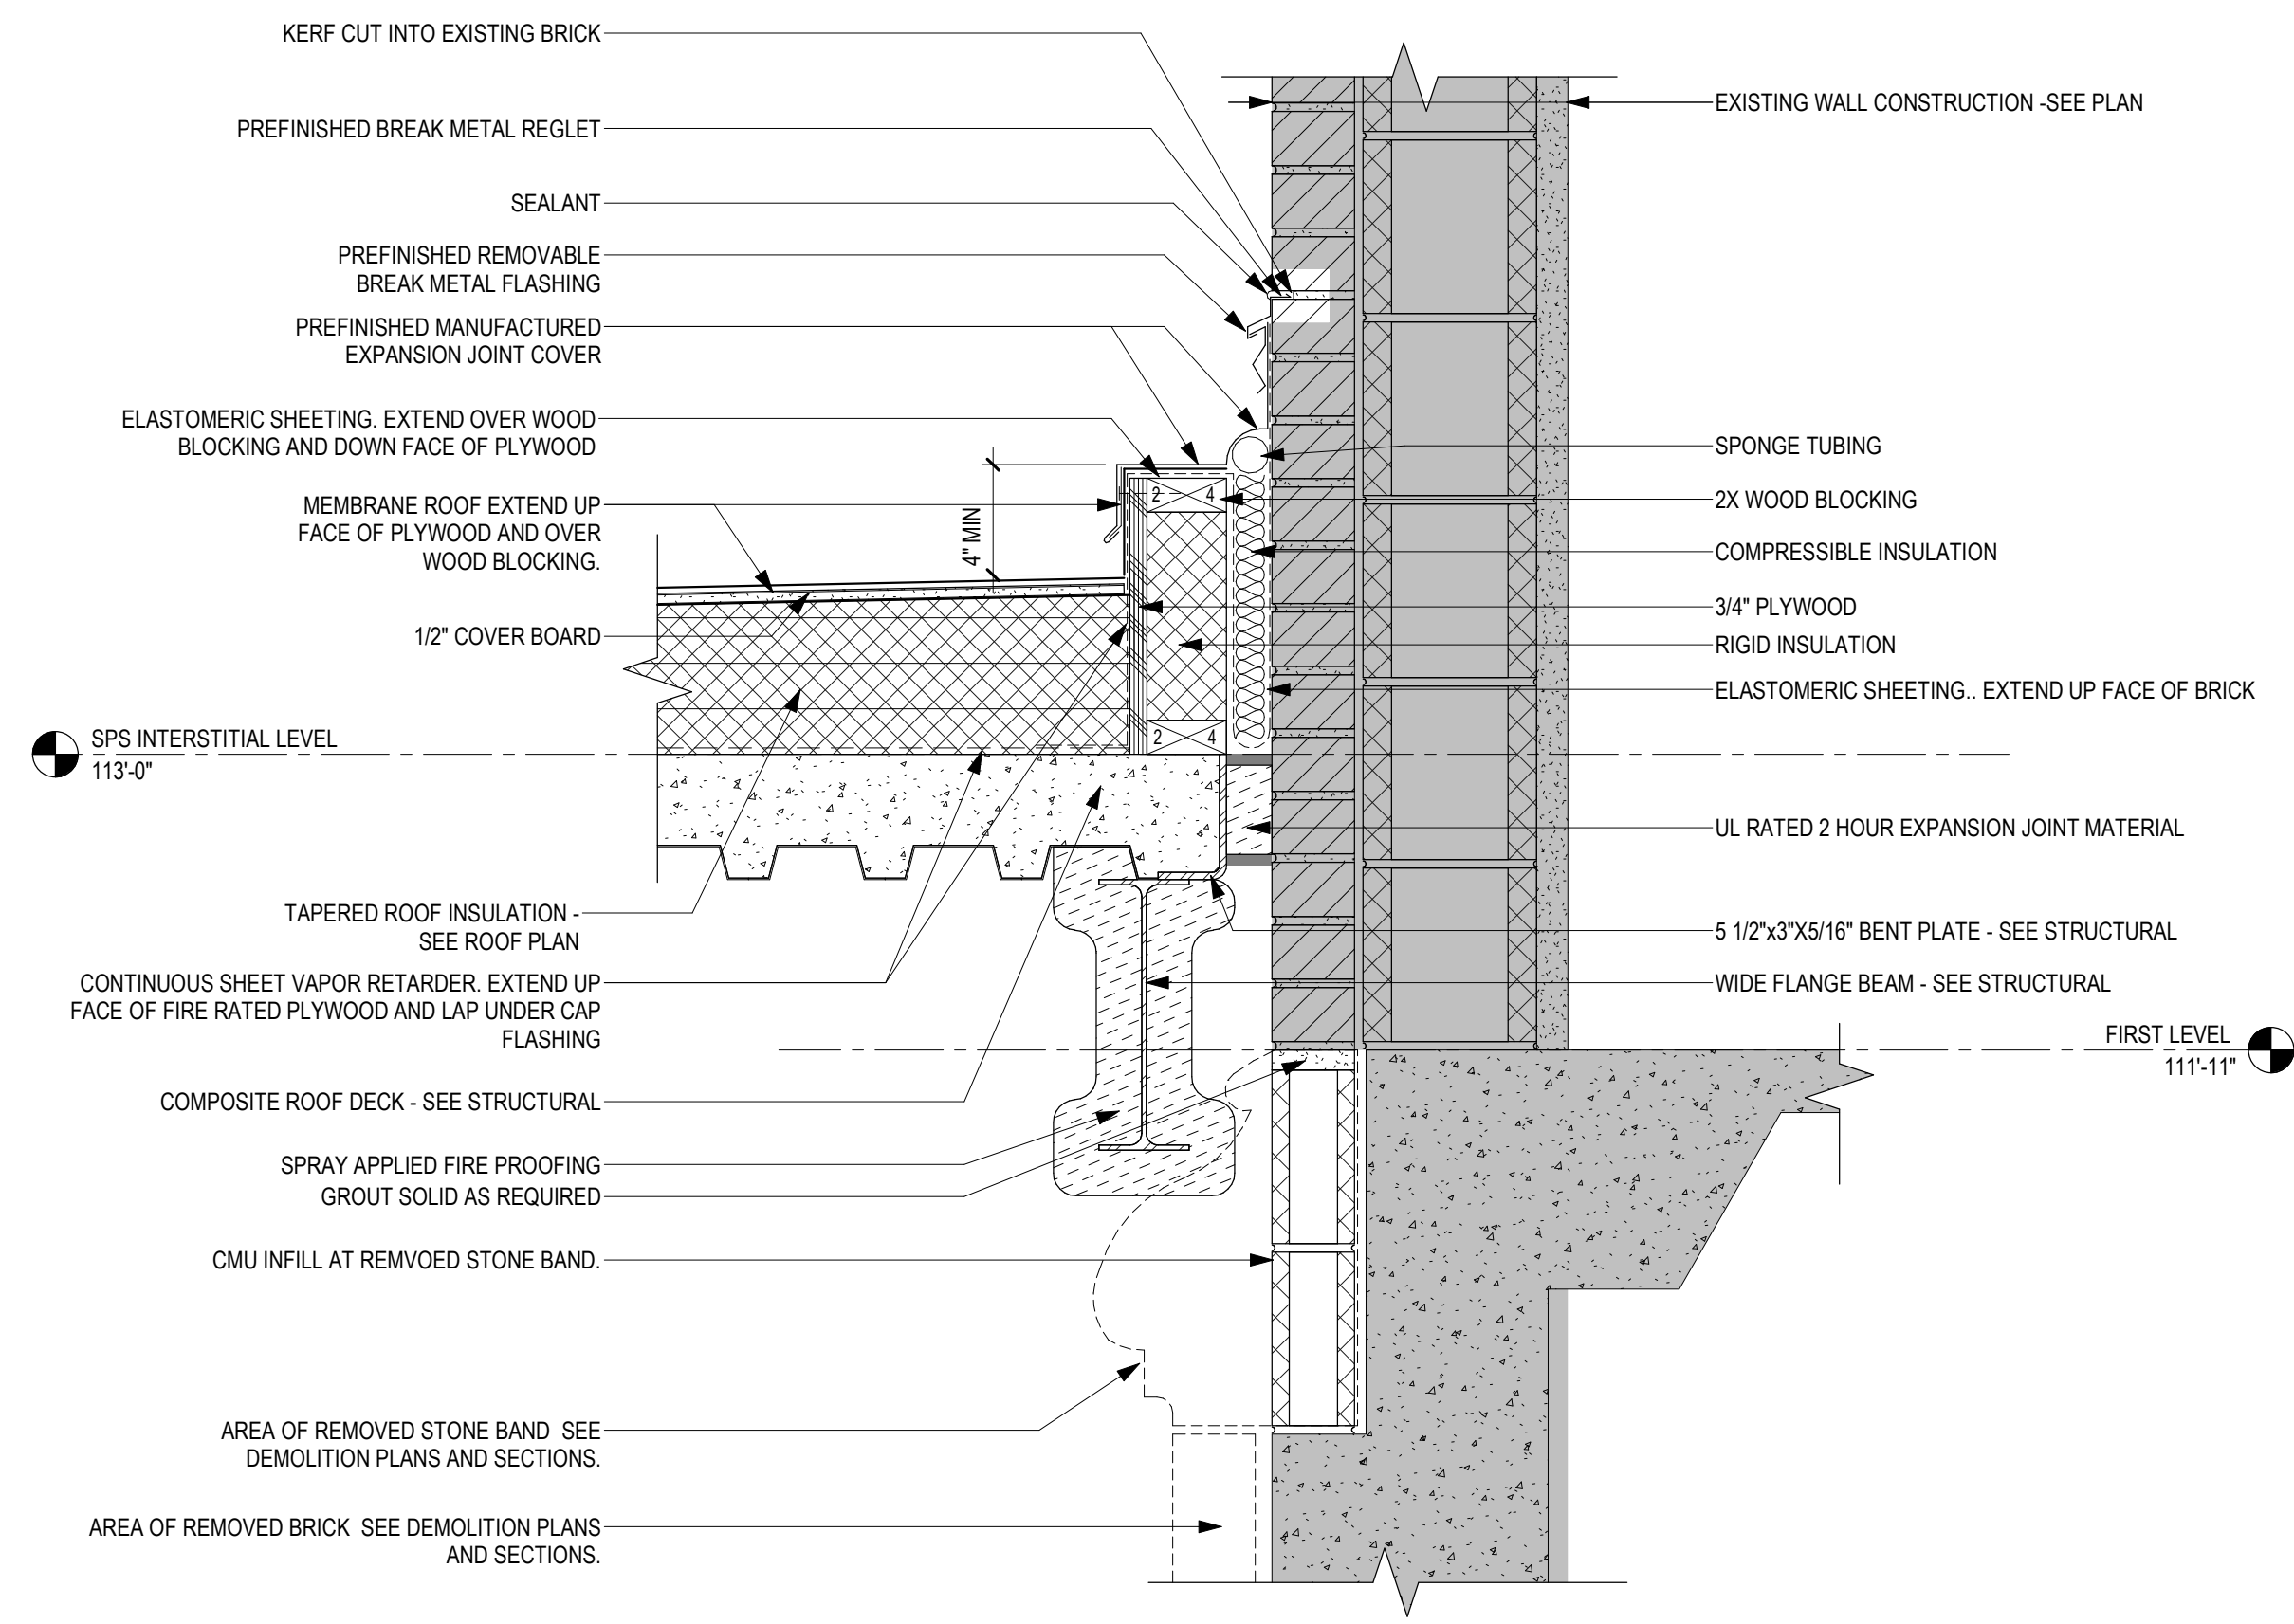 KERF CUT INTO EXISTING BRICK
PREFINISHED BREAK METAL REGLET
SEALANT
PREFINISHED REMOVABLE
BREAK METAL FLASHING
PREFINISHED MANUFACTURED
EXPANSION JOINT COVER
ELASTOMERIC SHEETING. EXTEND OVER WOOD
BLOCKING AND DOWN FACE OF PLYWOOD
MEMBRANE ROOF EXTEND UP
FACE OF PLYWOOD AND OVER
WOOD BLOCKING.
1/2" COVER BOARD
4" MIN
2 4
2 4
SPS INTERSTITIAL LEVEL
113'-0"
TAPERED ROOF INSULATION -
SEE ROOF PLAN
CONTINUOUS SHEET VAPOR RETARDER. EXTEND UP
FACE OF FIRE RATED PLYWOOD AND LAP UNDER CAP
FLASHING
COMPOSITE ROOF DECK - SEE STRUCTURAL
SPRAY APPLIED FIRE PROOFING
GROUT SOLID AS REQUIRED
CMU INFILL AT REMVOED STONE BAND.
AREA OF REMOVED STONE BAND  SEE
DEMOLITION PLANS AND SECTIONS.
AREA OF REMOVED BRICK  SEE DEMOLITION PLANS
AND SECTIONS.
EXISTING WALL CONSTRUCTION -SEE PLAN
SPONGE TUBING
2X WOOD BLOCKING
COMPRESSIBLE INSULATION
3/4" PLYWOOD
RIGID INSULATION
ELASTOMERIC SHEETING.. EXTEND UP FACE OF BRICK
UL RATED 2 HOUR EXPANSION JOINT MATERIAL
5 1/2"x3"X5/16" BENT PLATE - SEE STRUCTURAL
WIDE FLANGE BEAM - SEE STRUCTURAL
FIRST LEVEL
111'-11"